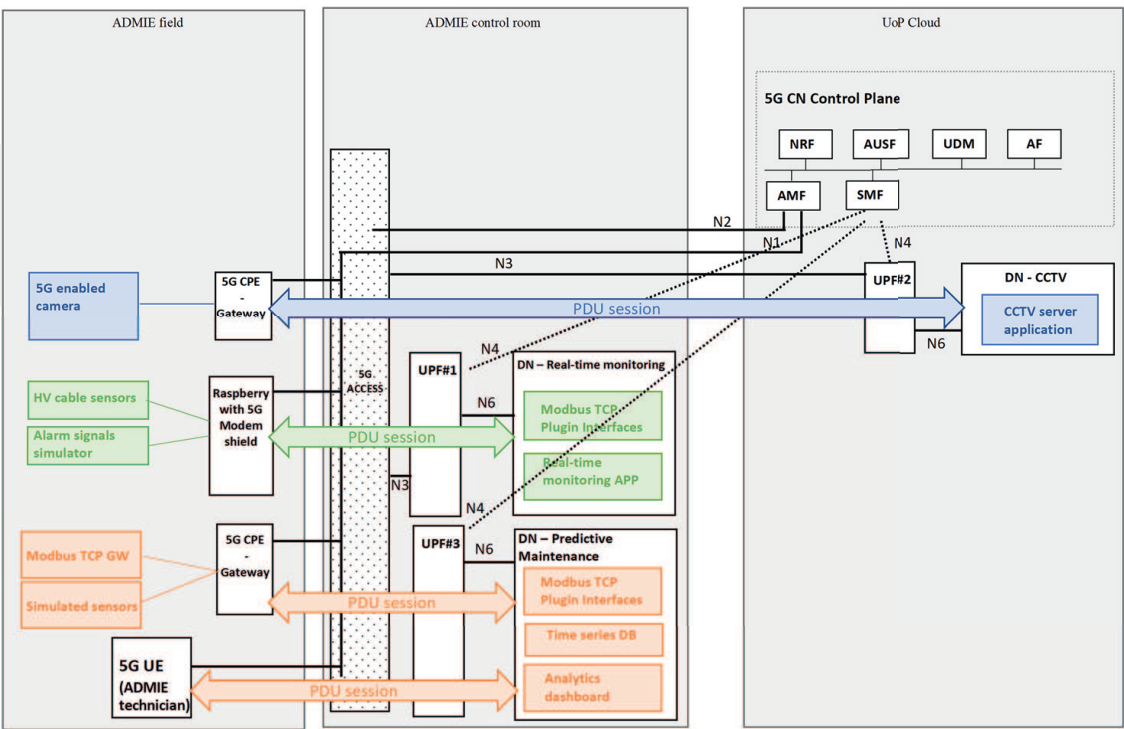 ADMIE field
ADMIE control room
UoP Cloud
5G CN Control Plane
NRF
AUSF
UDM
AF
AMF
SMF
N2
N1
N4
N3
5G enabled
camera
5G CPE
-
Gateway
UPF#2
DN - CCTV
CCTV server
application
PDU session
N6
N4
5G
ACCESS
UPF#1
DN – Real-time monitoring
HV cable sensors
Alarm signals
simulator
Raspberry
with 5G
Modem
shield
N6
Modbus TCP
Plugin Interfaces
PDU session
Real-time
monitoring APP
N3
N4
Modbus TCP GW
Simulated sensors
5G CPE
-
Gateway
UPF#3
N6
DN – Predictive
Maintenance
Modbus TCP
Plugin Interfaces
PDU session
Time series DB
5G UE
(ADMIE
technician)
PDU session
Analytics
dashboard